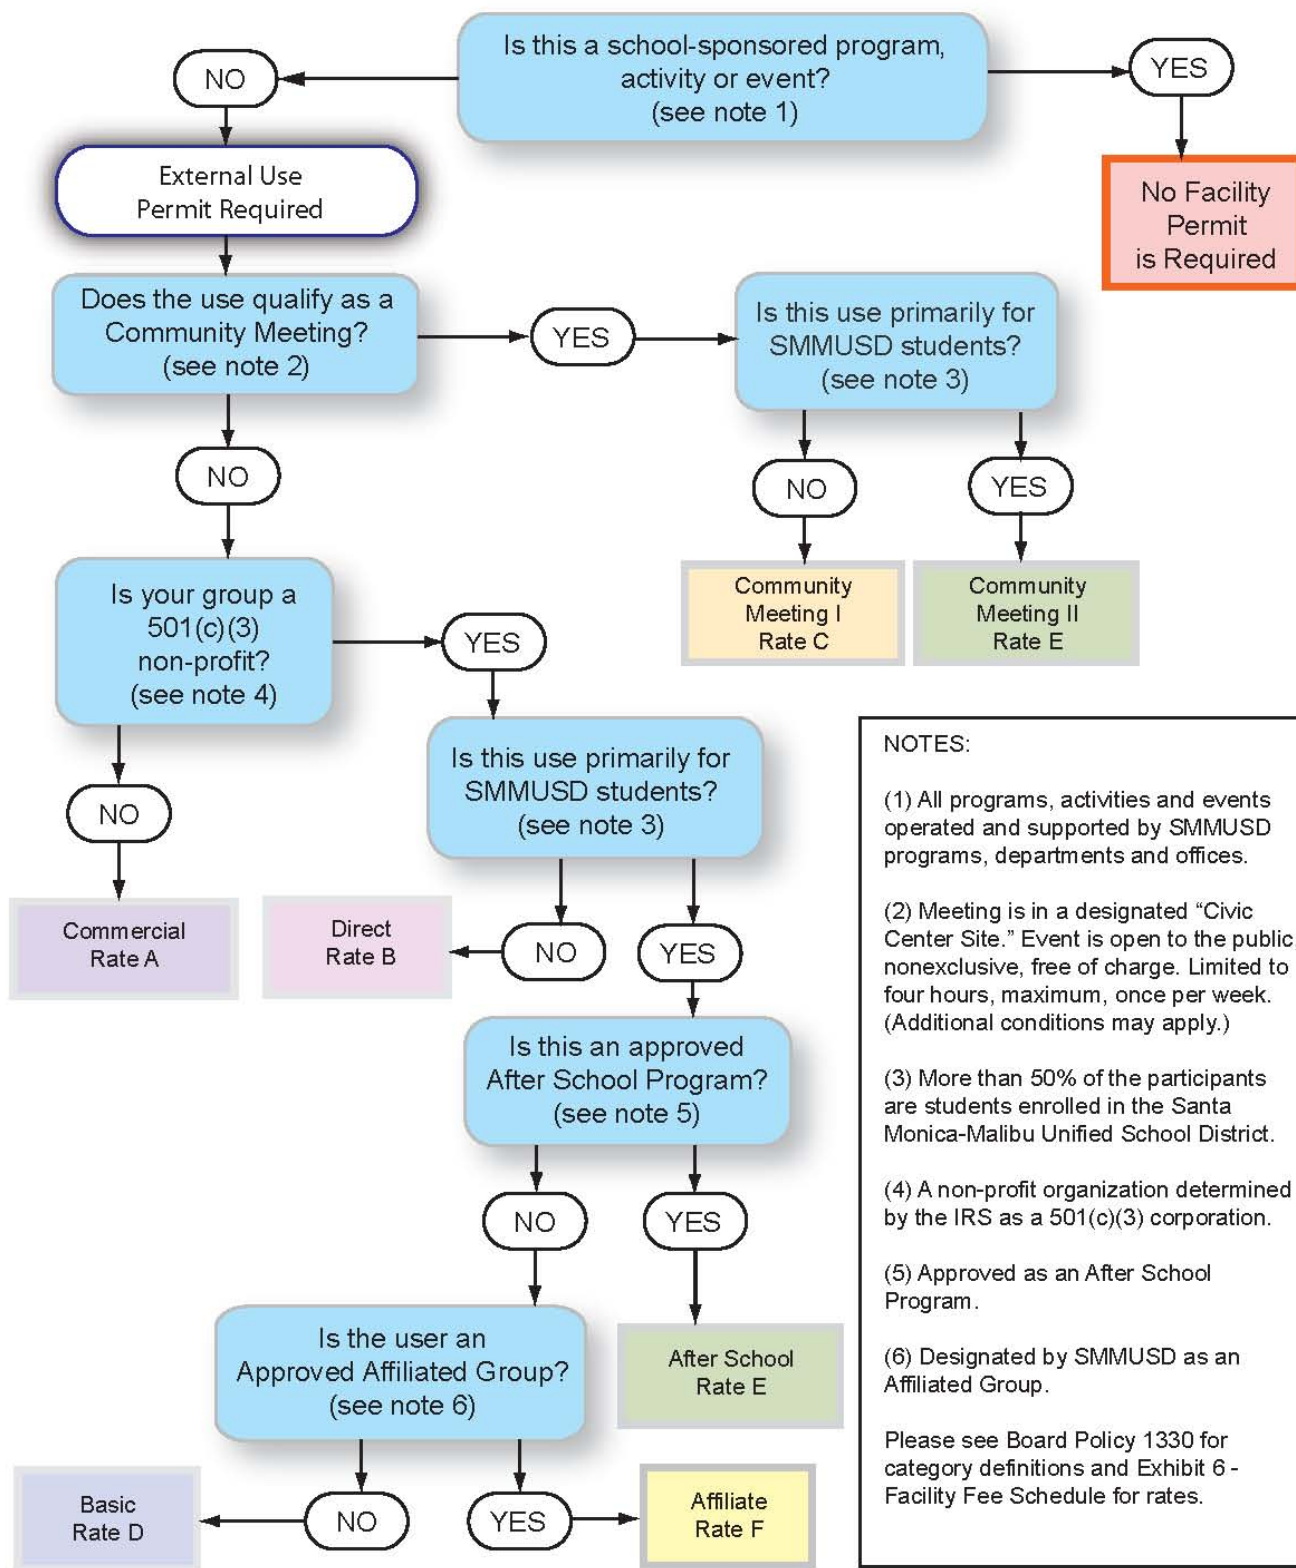 Is this a school-sponsored program,
activity or event?
(see note 1)
NO
YES
External Use
Permit Required
No Facility
Permit
is Required
Does the use qualify as a
Community Meeting?
(see note 2)
YES
Is this use primarily for
SMMUSD students?
(see note 3)
NO
NO
YES
Community
Meeting I
Rate C
Community
Meeting II
Rate E
Is your group a
501(c)(3)
non-profit?
(see note 4)
YES
NO
Is this use primarily for
SMMUSD students?
(see note 3)
Commercial
Rate A
Direct
Rate B
NO
YES
Is this an approved
After School Program?
(see note 5)
NO
YES
Is the user an
Approved Affiliated Group?
(see note 6)
After School
Rate E
Basic
Rate D
NO
YES
Affiliate
Rate F
NOTES:
(1) All programs, activities and events
operated and supported by SMMUSD
programs, departments and offices.
(2) Meeting is in a designated “Civic
Center Site.” Event is open to the public,
nonexclusive, free of charge. Limited to
four hours, maximum, once per week.
(Additional conditions may apply.)
(3) More than 50% of the participants
are students enrolled in the Santa
Monica-Malibu Unified School District.
(4) A non-profit organization determined
by the IRS as a 501(c)(3) corporation.
(5) Approved as an After School
Program.
(6) Designated by SMMUSD as an
Affiliated Group.
Please see Board Policy 1330 for
category definitions and Exhibit 6 -
Facility Fee Schedule for rates.